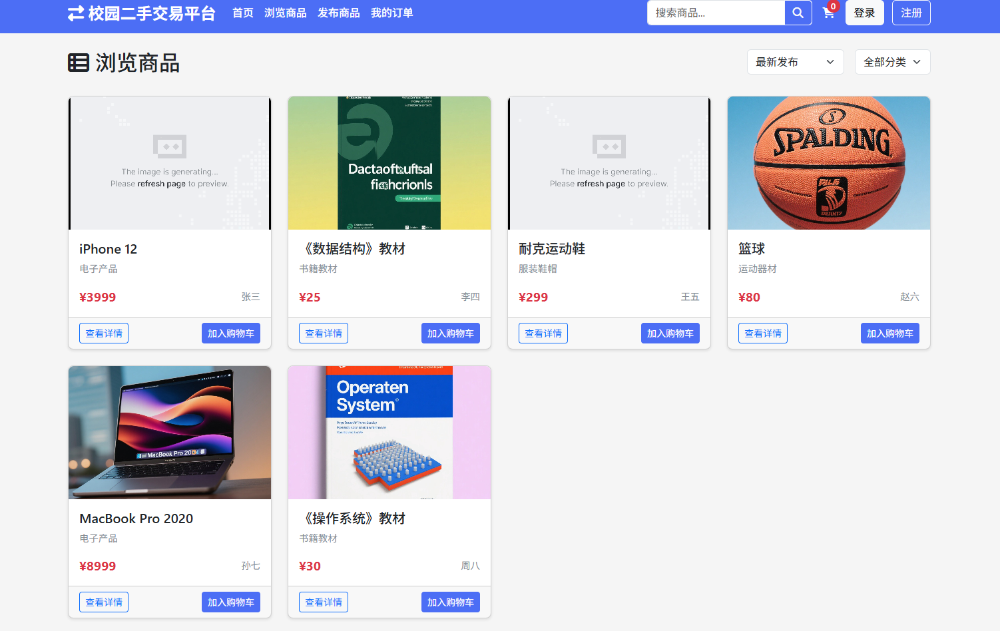 校园二手交易平台 首页 浏览商品 发布商品 我的订单 搜索商品... 0 登录 注册
浏览商品 最新发布 全部分类
The image is generating...
Please refresh page to preview.
Dactaoftɛuftsal
fishcrionls
The image is generating...
Please refresh page to preview.
SPALDING
iPhone 12
电子产品
¥3999 张三
查看详情 加入购物车
《数据结构》教材
书籍教材
¥25 李四
查看详情 加入购物车
耐克运动鞋
服装鞋帽
¥299 王五
查看详情 加入购物车
篮球
运动器材
¥80 赵六
查看详情 加入购物车
MacBook Pro
Operaten
System
MacBook Pro 2020
电子产品
¥8999 孙七
查看详情 加入购物车
《操作系统》教材
书籍教材
¥30 周八
查看详情 加入购物车